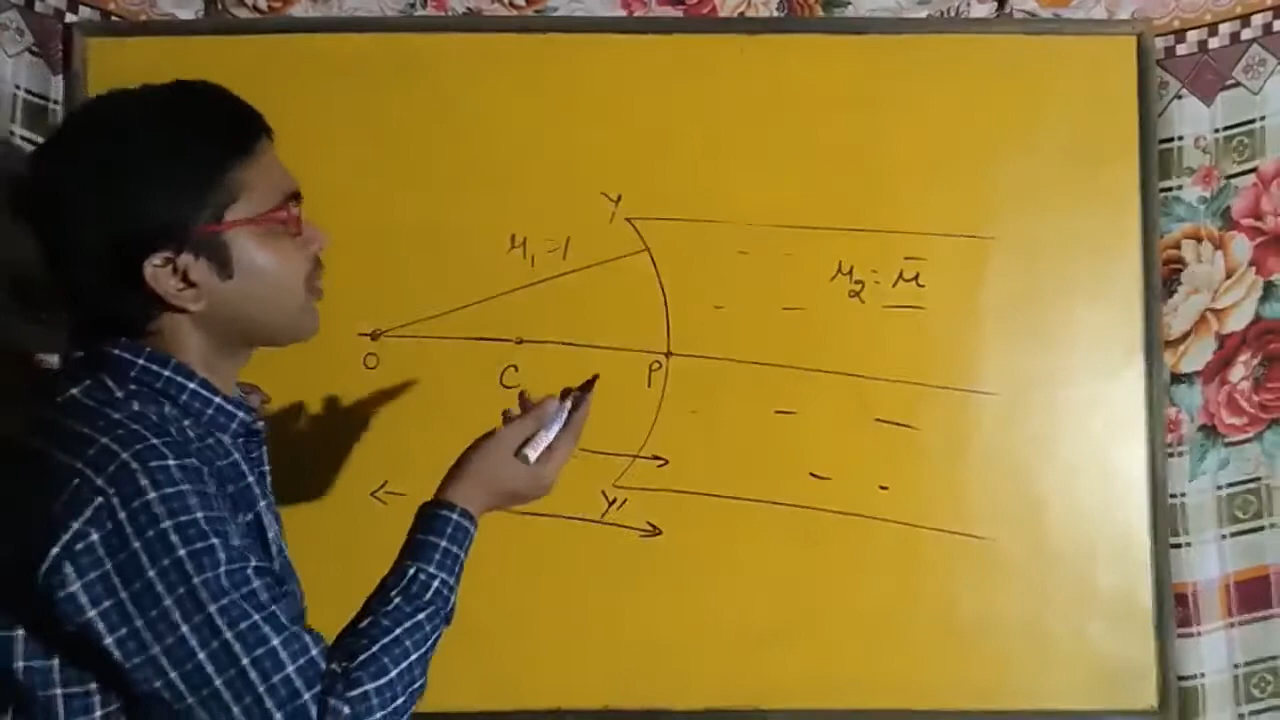 Y
μ₁ = 1
μ₂ = μ̄
O
C
P
Y'